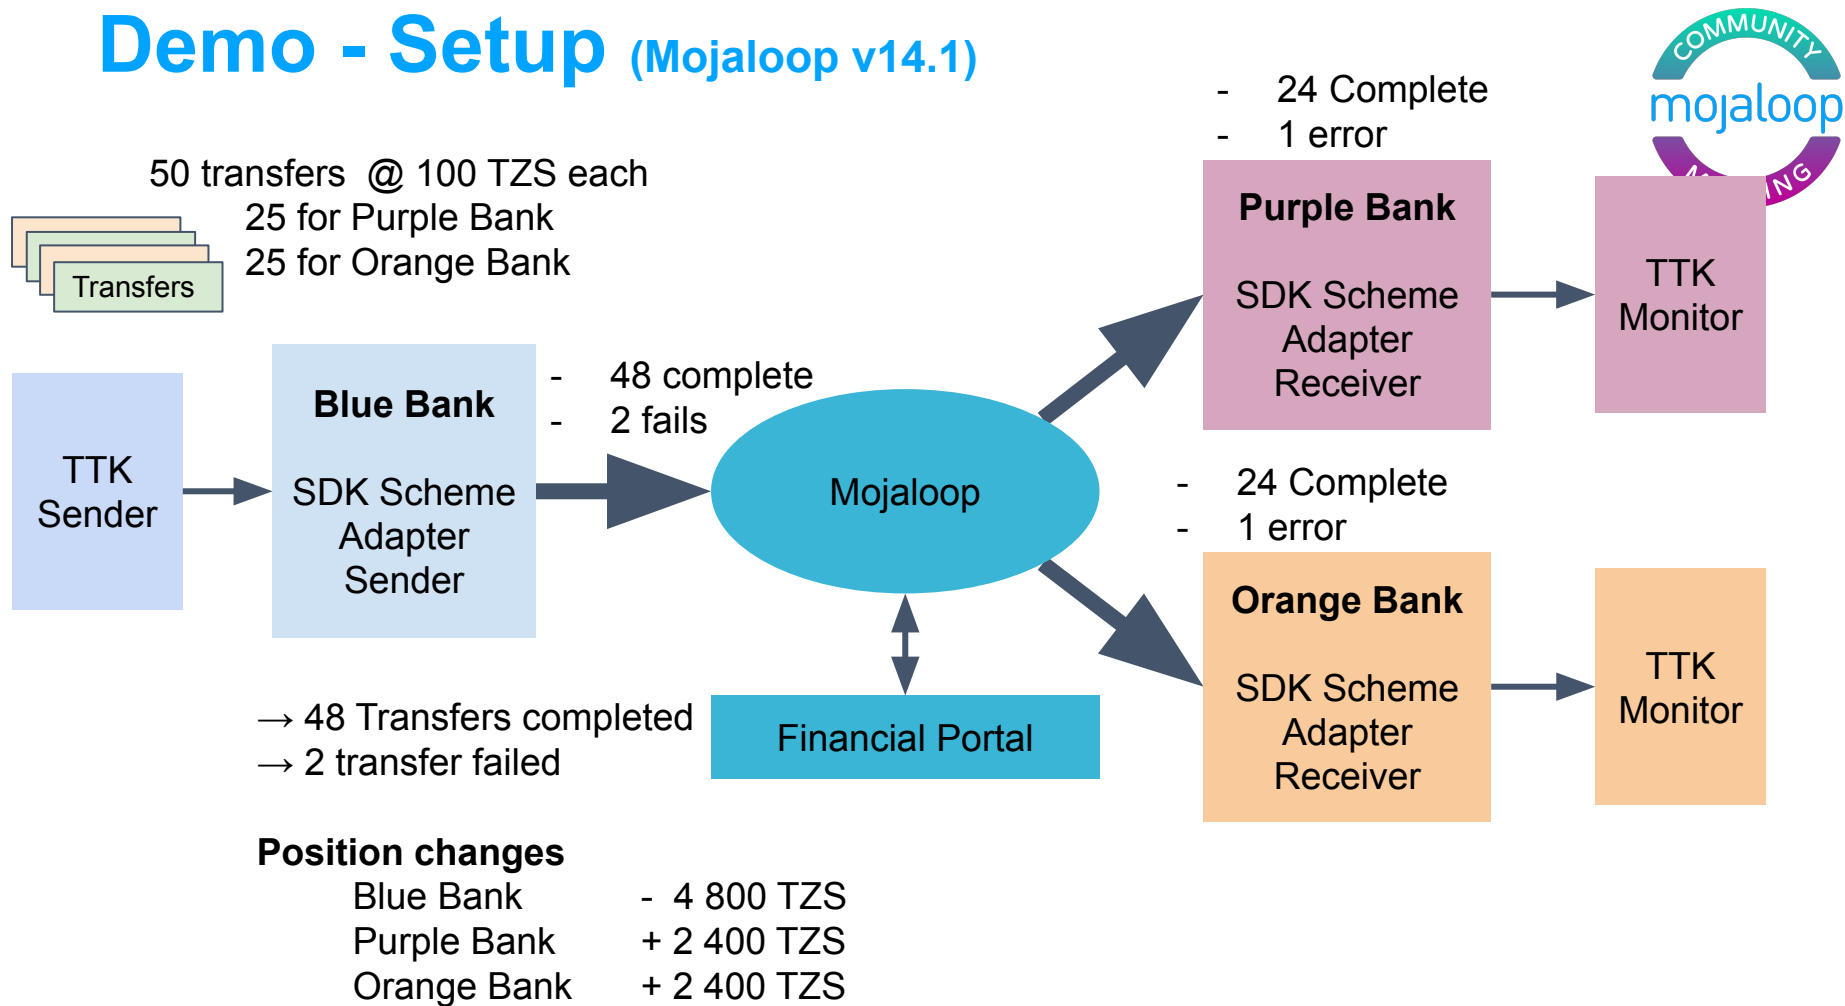 Demo - Setup (Mojaloop v14.1)
COMMUNITY
mojaloop
50 transfers @ 100 TZS each
25 for Purple Bank
25 for Orange Bank
Transfers
- 24 Complete
- 1 error
Purple Bank
SDK Scheme
Adapter
Receiver
TTK
Monitor
TTK
Sender
Blue Bank
SDK Scheme
Adapter
Sender
- 48 complete
- 2 fails
Mojaloop
- 24 Complete
- 1 error
Orange Bank
SDK Scheme
Adapter
Receiver
TTK
Monitor
Financial Portal
→ 48 Transfers completed
→ 2 transfer failed
Position changes
Blue Bank - 4 800 TZS
Purple Bank + 2 400 TZS
Orange Bank + 2 400 TZS